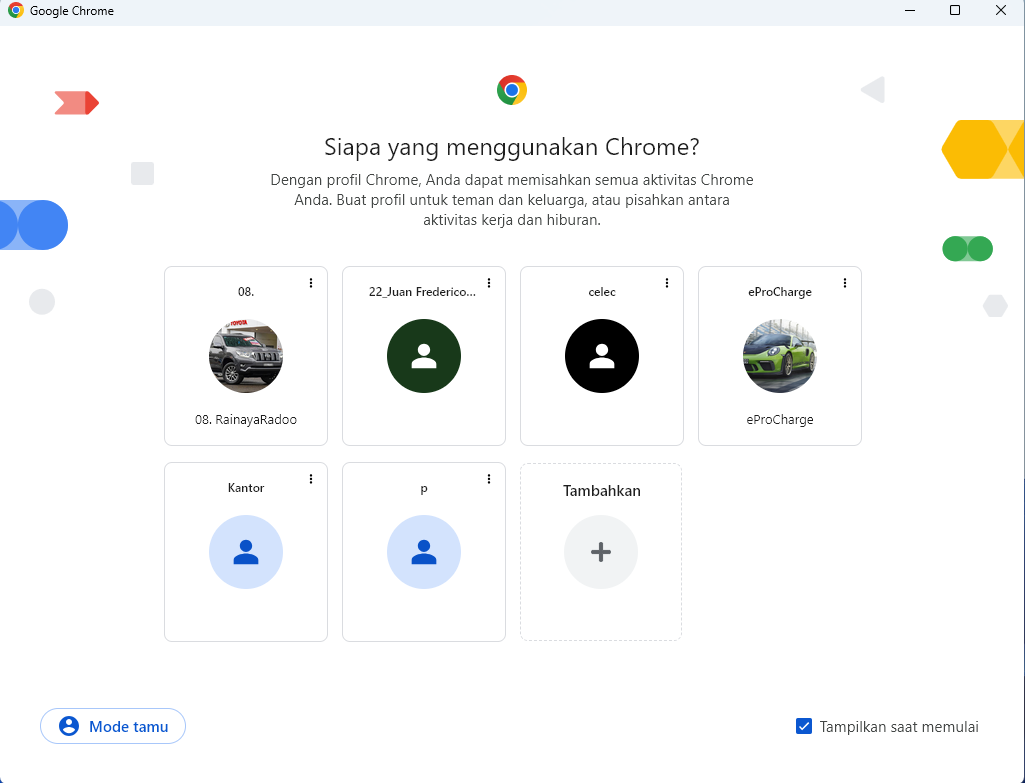 Google Chrome
Siapa yang menggunakan Chrome?
Dengan profil Chrome, Anda dapat memisahkan semua aktivitas Chrome
Anda. Buat profil untuk teman dan keluarga, atau pisahkan antara
aktivitas kerja dan hiburan.
08.
22_Juan Frederico...
celec
eProCharge
TOYOTA
08. RainayaRadoo
eProCharge
Kantor
p
Tambahkan
Mode tamu
Tampilkan saat memulai